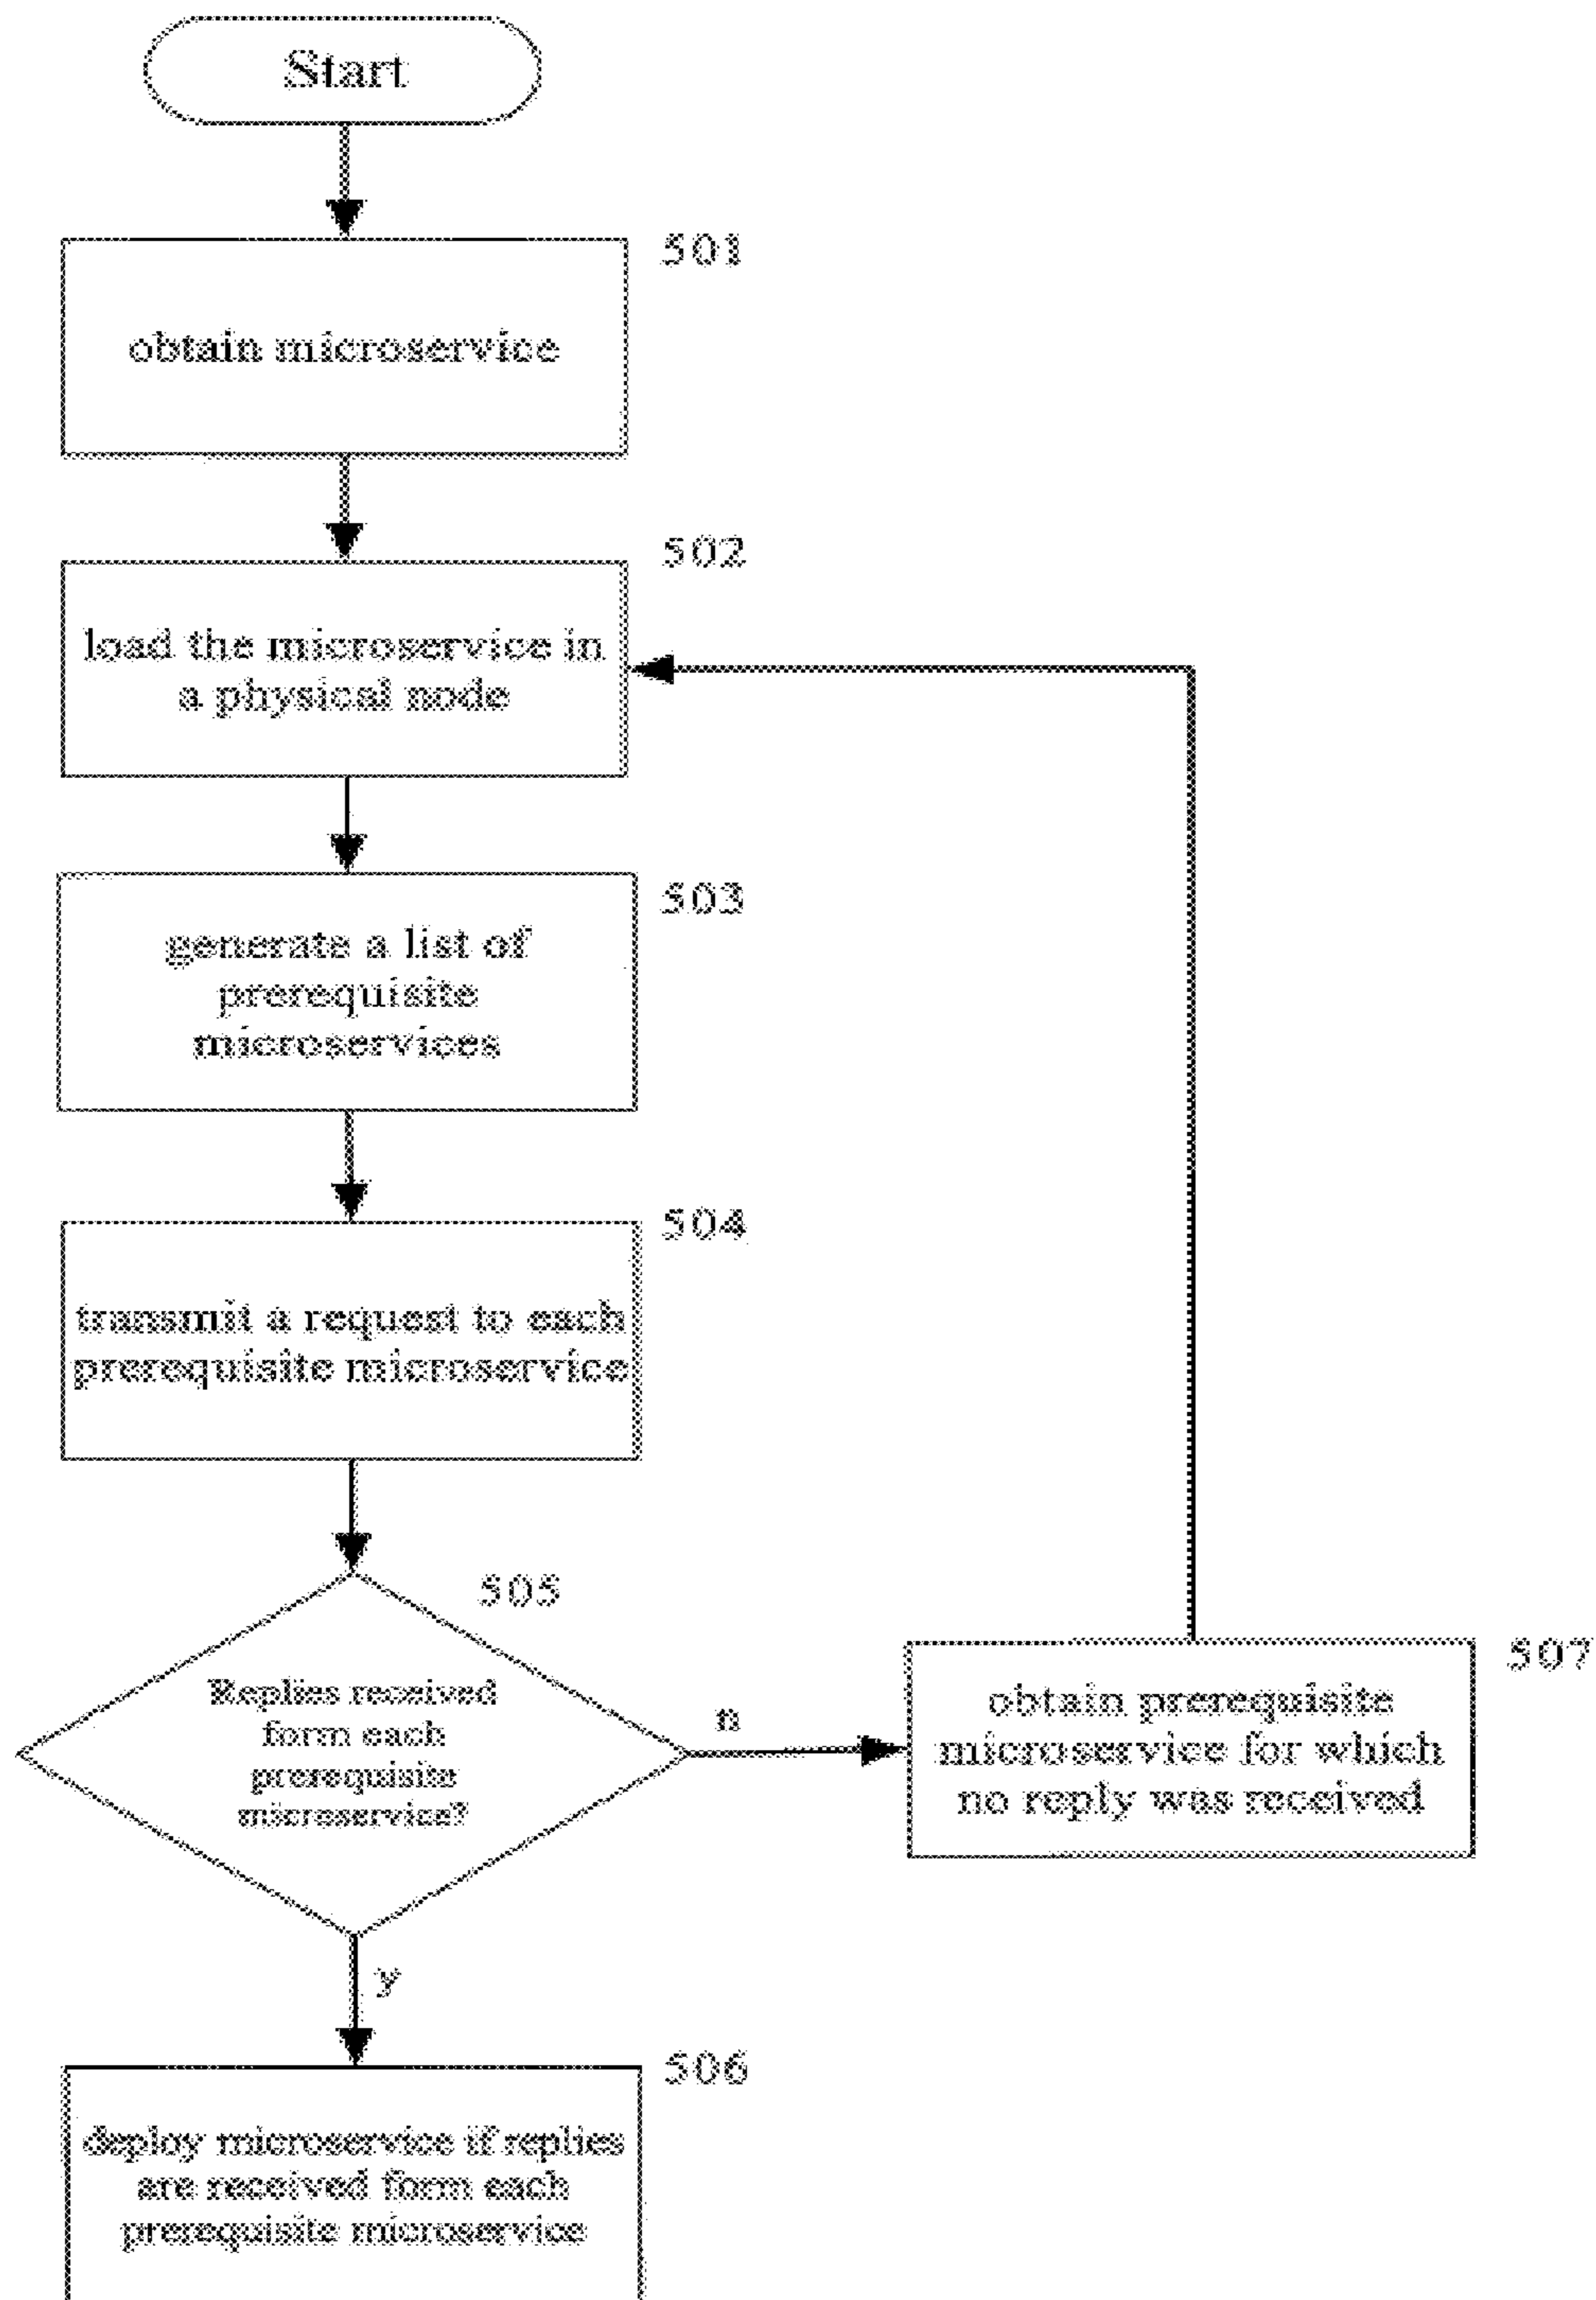 Start
501
obtain microservice
502
load the microservice in
a physical node
503
generate a list of
prerequisite
microservices
504
transmit a request to each
prerequisite microservice
505
Replies received
form each
prerequisite
microservice?
n
507
obtain prerequisite
microservice for which
no reply was received
y
506
deploy microservice if replies
are received form each
prerequisite microservice